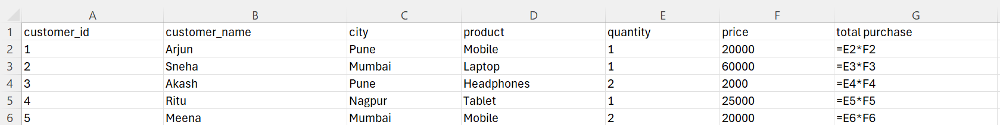 A B C D E F G
1 customer_id customer_name city product quantity price total purchase
2 1 Arjun Pune Mobile 1 20000 =E2*F2
3 2 Sneha Mumbai Laptop 1 60000 =E3*F3
4 3 Akash Pune Headphones 2 2000 =E4*F4
5 4 Ritu Nagpur Tablet 1 25000 =E5*F5
6 5 Meena Mumbai Mobile 2 20000 =E6*F6